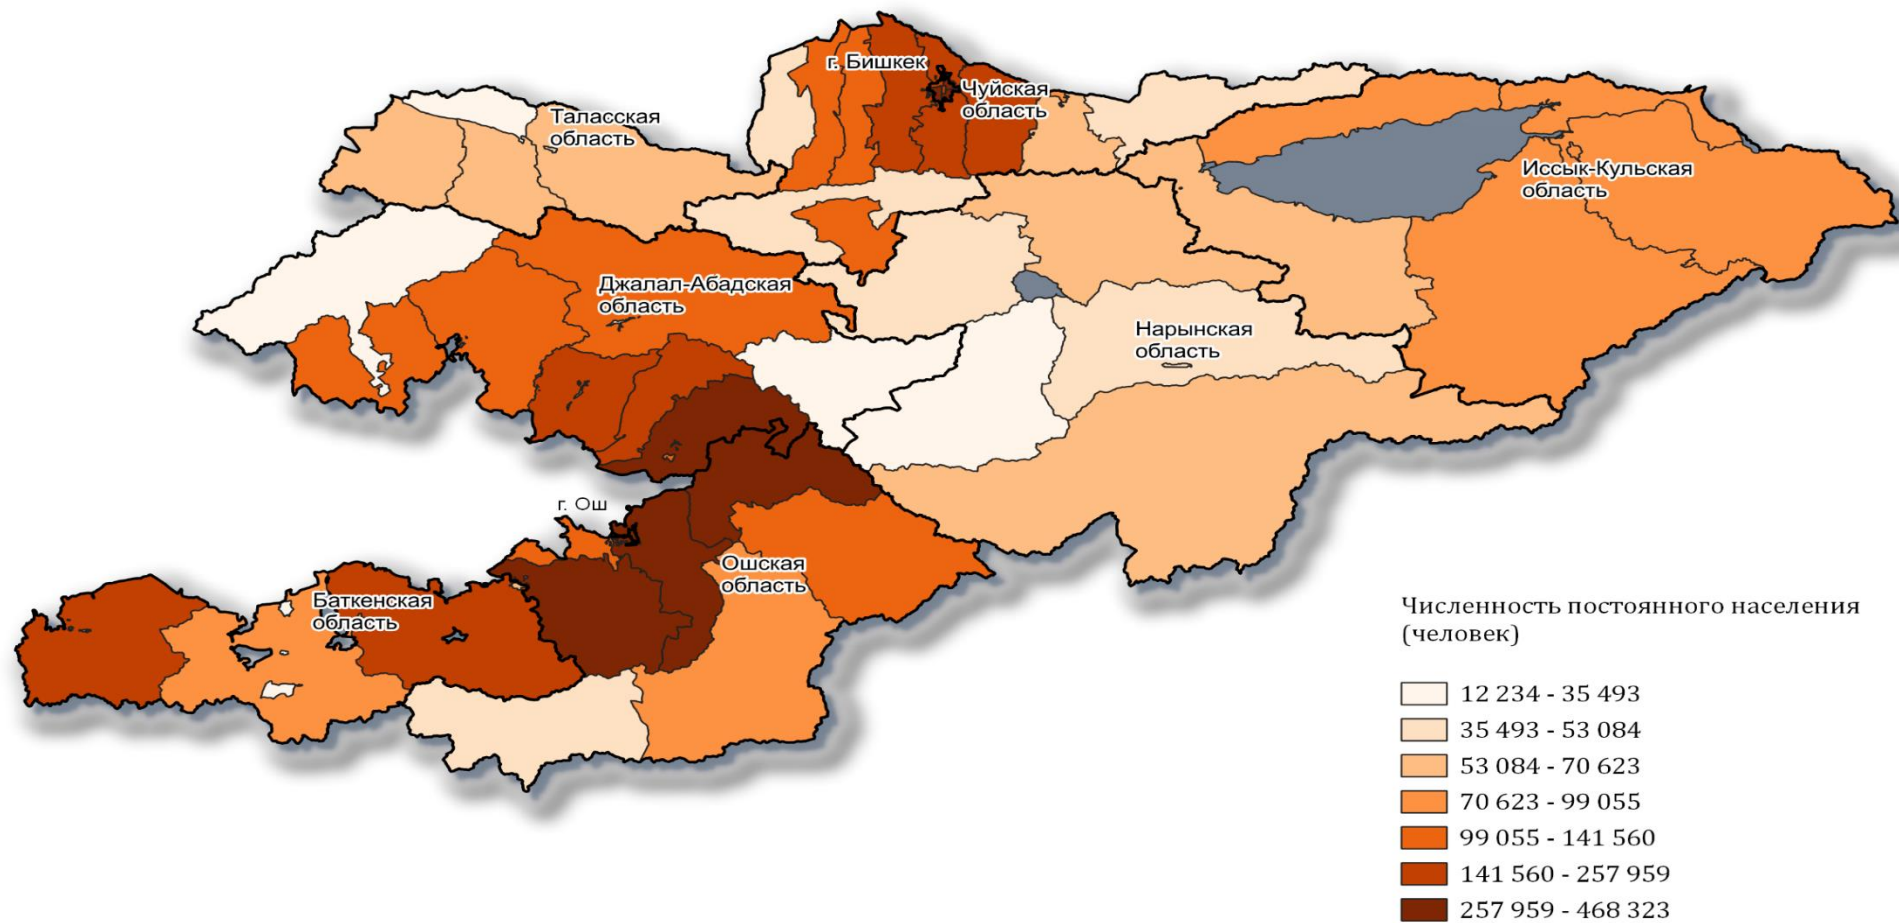 г. Бишкек
Чуйская
область
Таласская
область
Иссык-Кульская
область
Джалал-Абадская
область
Нарынская
область
г. Ош
Ошская
область
Баткенская
область
Численность постоянного населения
(человек)
12 234 - 35 493
35 493 - 53 084
53 084 - 70 623
70 623 - 99 055
99 055 - 141 560
141 560 - 257 959
257 959 - 468 323